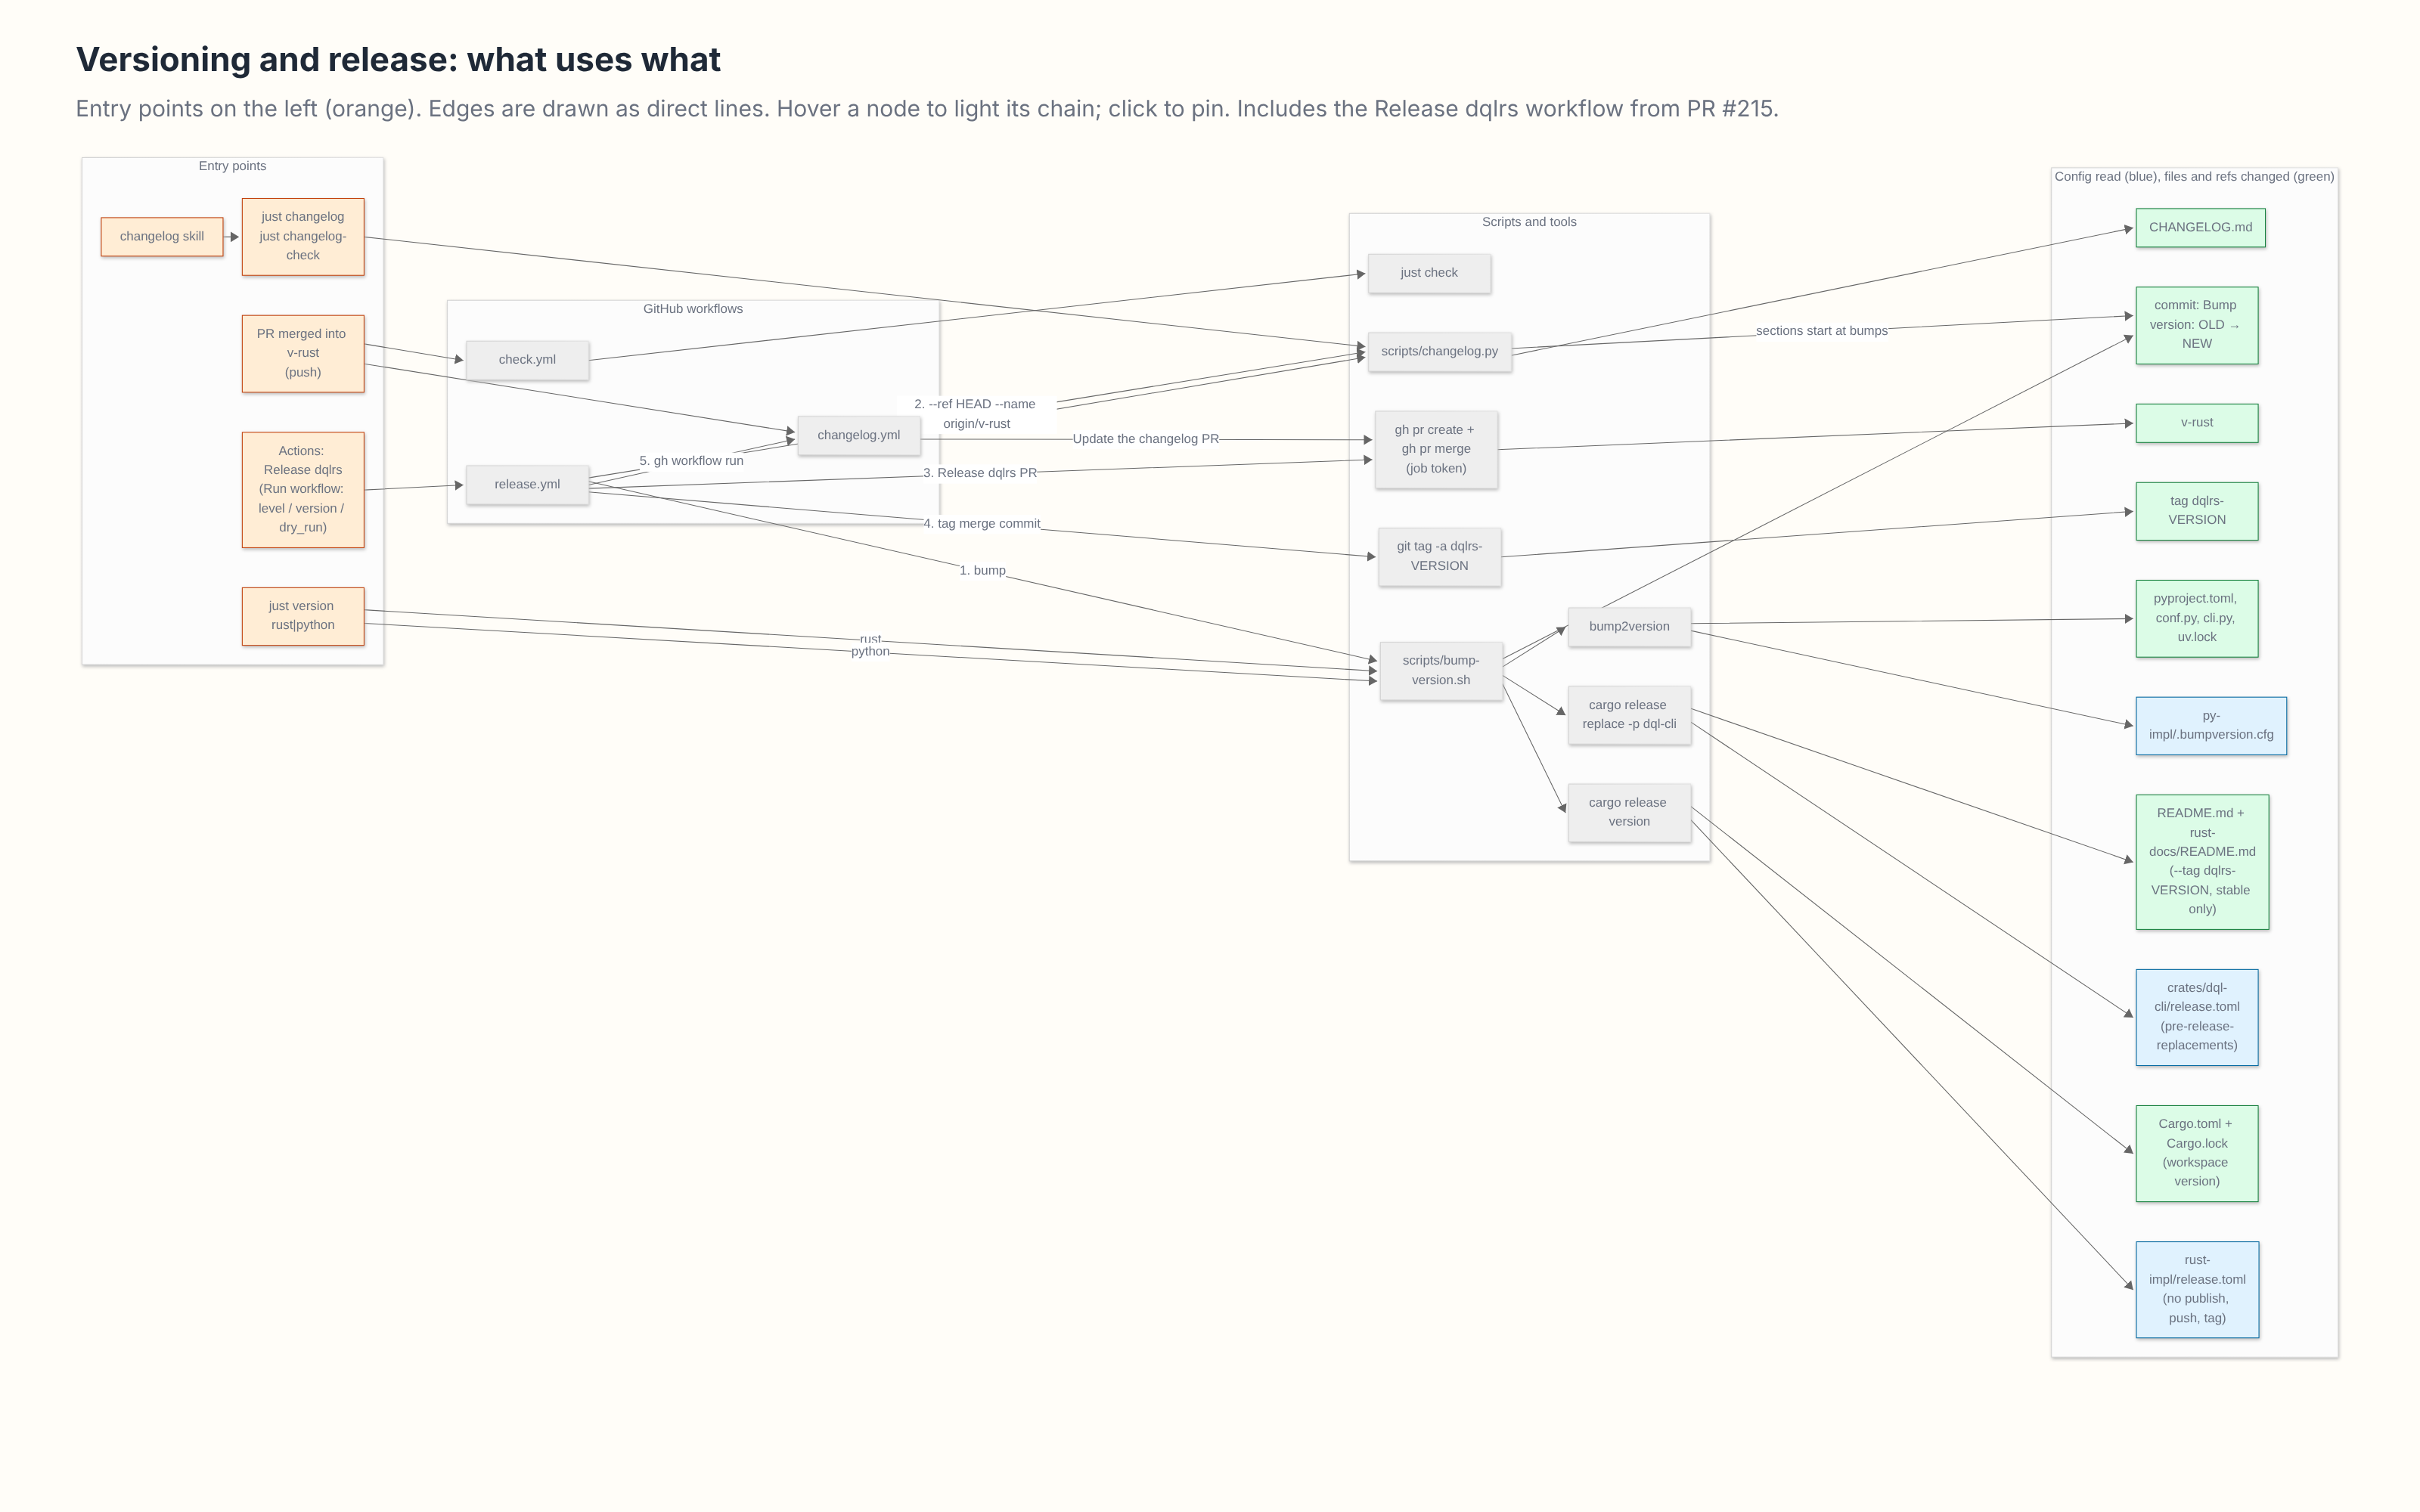 Versioning and release: what uses what
Entry points on the left (orange). Edges are drawn as direct lines. Hover a node to light its chain; click to pin. Includes the Release dqlrs workflow from PR #215.
Entry points
changelog skill
just changelog
just changelog-
check
PR merged into
v-rust
(push)
Actions:
Release dqlrs
(Run workflow:
level / version /
dry_run)
just version
rust|python
GitHub workflows
check.yml
changelog.yml
release.yml
2. --ref HEAD --name
origin/v-rust
Update the changelog PR
5. gh workflow run
3. Release dqlrs PR
4. tag merge commit
1. bump
rust
python
Scripts and tools
just check
scripts/changelog.py
gh pr create +
gh pr merge
(job token)
git tag -a dqlrs-
VERSION
scripts/bump-
version.sh
bump2version
cargo release
replace -p dql-cli
cargo release
version
sections start at bumps
Config read (blue), files and refs changed (green)
CHANGELOG.md
commit: Bump
version: OLD →
NEW
v-rust
tag dqlrs-
VERSION
pyproject.toml,
conf.py, cli.py,
uv.lock
py-
impl/.bumpversion.cfg
README.md +
rust-
docs/README.md
(--tag dqlrs-
VERSION, stable
only)
crates/dql-
cli/release.toml
(pre-release-
replacements)
Cargo.toml +
Cargo.lock
(workspace
version)
rust-
impl/release.toml
(no publish,
push, tag)